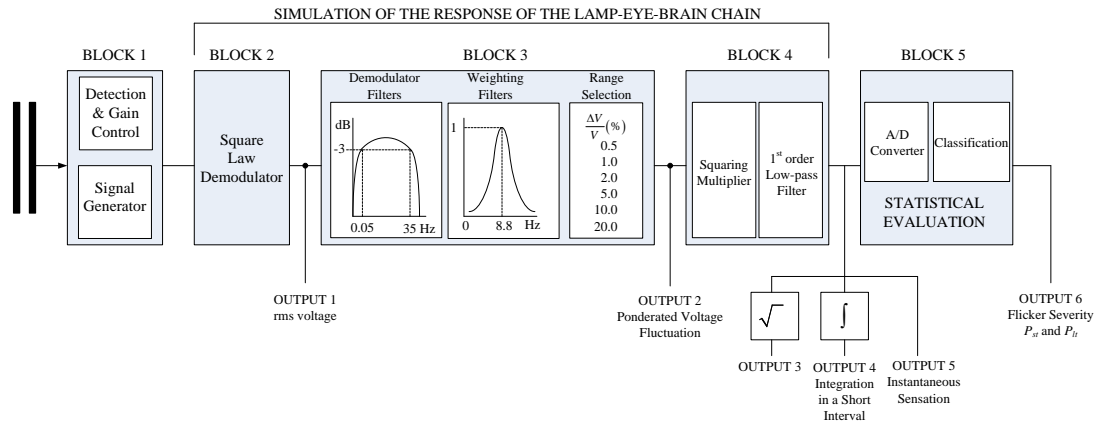 SIMULATION OF THE RESPONSE OF THE LAMP-EYE-BRAIN CHAIN
BLOCK 1
Detection
& Gain
Control
Signal
Generator
BLOCK 2
Square
Law
Demodulator
BLOCK 3
Demodulator
Filters
dB
-3
0.05
35 Hz
Weighting
Filters
1
0
8.8
Hz
Range
Selection
ΔV/V (%)
0.5
1.0
2.0
5.0
10.0
20.0
BLOCK 4
Squaring
Multiplier
1st order
Low-pass
Filter
BLOCK 5
A/D
Converter
Classification
STATISTICAL
EVALUATION
OUTPUT 1
rms voltage
OUTPUT 2
Ponderated Voltage
Fluctuation
√
OUTPUT 3
∫
OUTPUT 4
Integration
in a Short
Interval
OUTPUT 5
Instantaneous
Sensation
OUTPUT 6
Flicker Severity
Pst and Plt